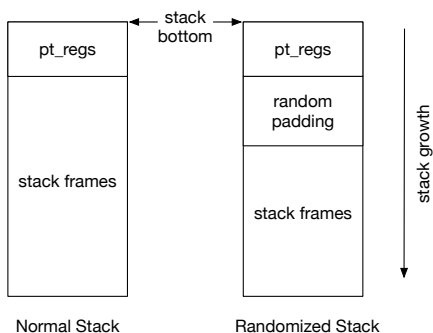 stack
bottom
pt_regs
pt_regs
random
padding
stack frames
stack frames
stack growth
Normal Stack
Randomized Stack